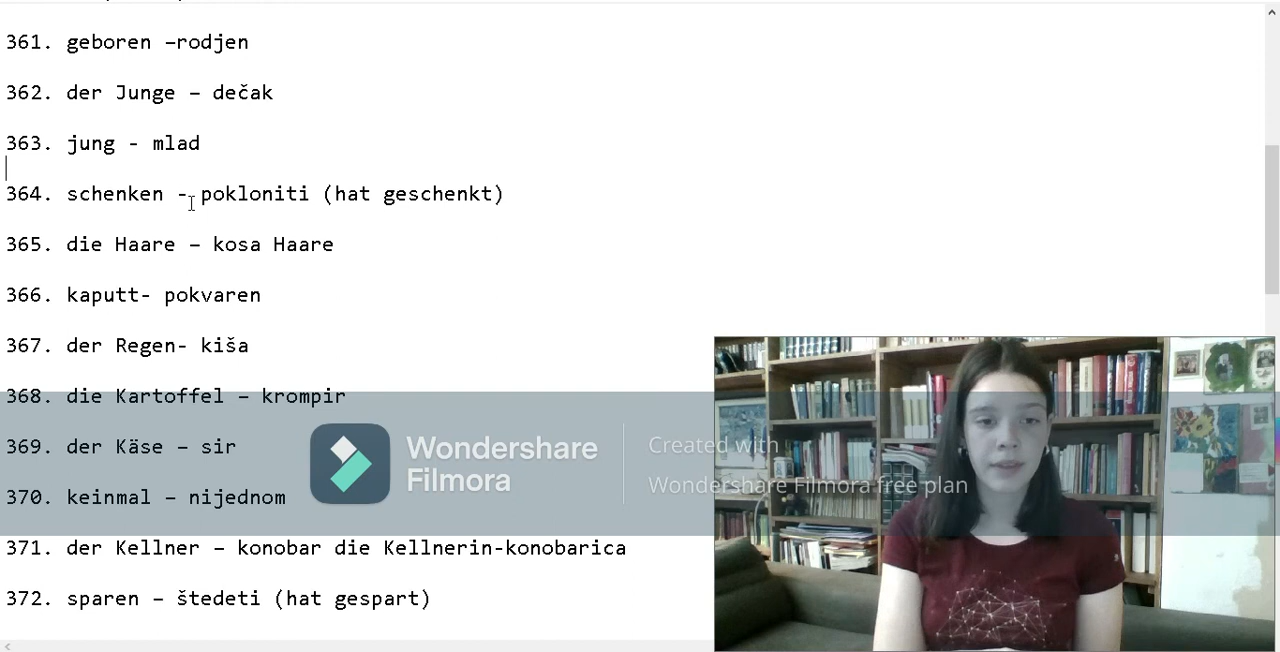 361. geboren –rodjen
362. der Junge – dečak
363. jung - mlad
364. schenken - pokloniti (hat geschenkt)
365. die Haare – kosa Haare
366. kaputt- pokvaren
367. der Regen- kiša
368. die Kartoffel – krompir
369. der Käse – sir
370. keinmal – nijednom
371. der Kellner – konobar die Kellnerin-konobarica
372. sparen – štedeti (hat gespart)
Wondershare
Filmora
Created with
Wondershare Filmora free plan